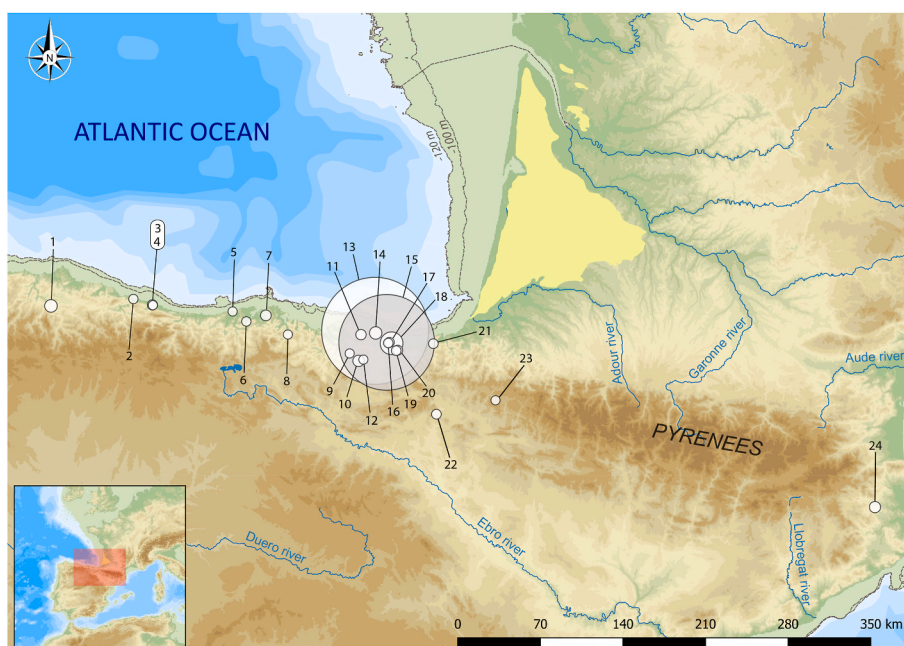 N
ATLANTIC OCEAN
-100 m
-120 m
1
2
3
4
5
6
7
8
9
10
11
12
13
14
15
16
17
18
19
20
21
22
23
24
Adour river
Garonne river
Aude river
PYRENEES
Duero river
Ebro river
Llobregat river
0 70 140 210 280 350 km